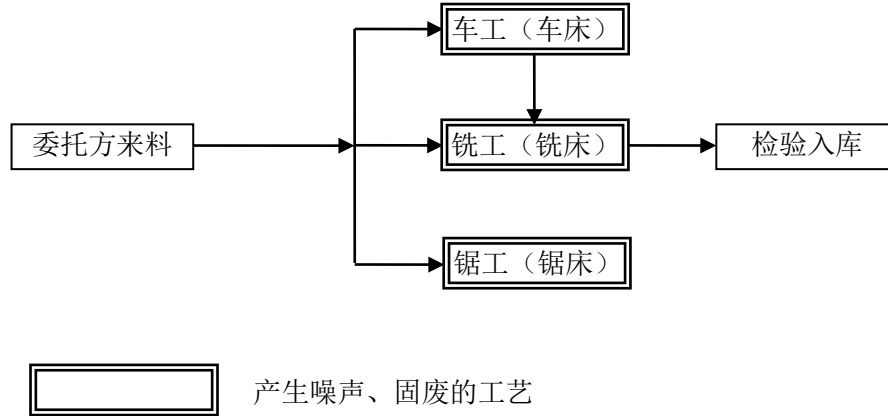 车工（车床）
委托方来料
铣工（铣床）
检验入库
锯工（锯床）
产生噪声、固废的工艺